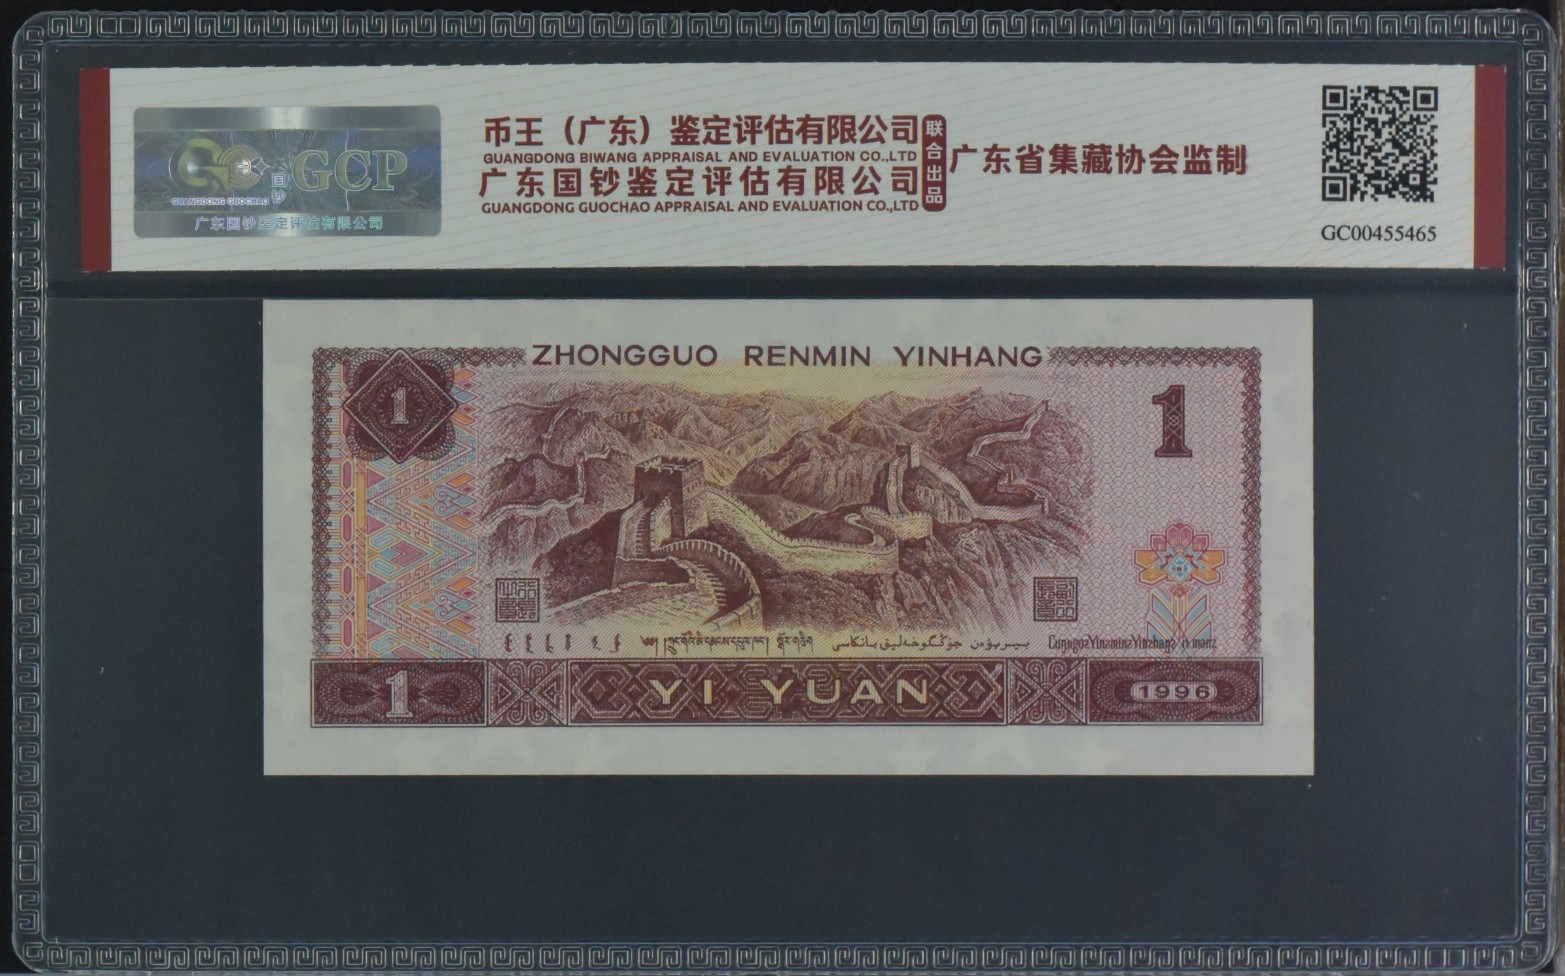 币王（广东）鉴定评估有限公司
GUANGDONG BIWANG APPRAISAL AND EVALUATION CO.,LTD
广东国钞鉴定评估有限公司
GUANGDONG GUOCHAO APPRAISAL AND EVALUATION CO.,LTD
联合出品
广东省集藏协会监制
GCP
国钞
GUANGDONG GUOCHAO
广东国钞鉴定评估有限公司
GC00455465
ZHONGGUO RENMIN YINHANG
1
1
1
YI YUAN
1996